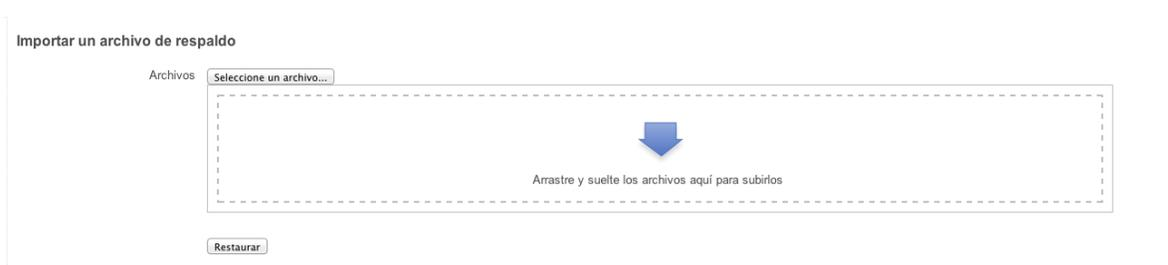 Importar un archivo de respaldo
Archivos Seleccione un archivo...
Arrastre y suelte los archivos aquí para subirlos
Restaurar